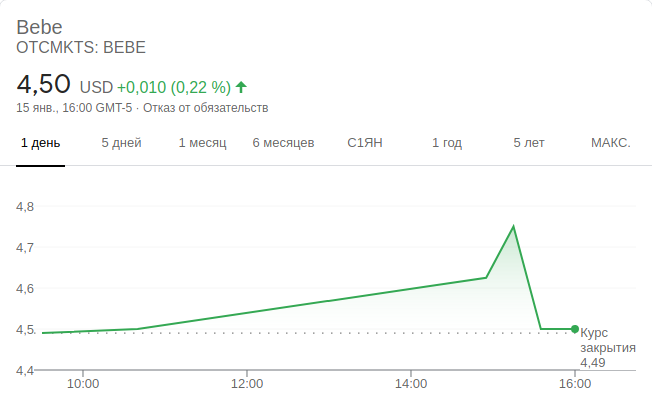 Bebe
OTCMKTS: BEBE
4,50 USD +0,010 (0,22 %)
15 янв., 16:00 GMT-5 · Отказ от обязательств
1 день 5 дней 1 месяц 6 месяцев С1ЯН 1 год 5 лет МАКС.
4,8
4,7
4,6
4,5
4,4
Курс
закрытия
4,49
10:00 12:00 14:00 16:00